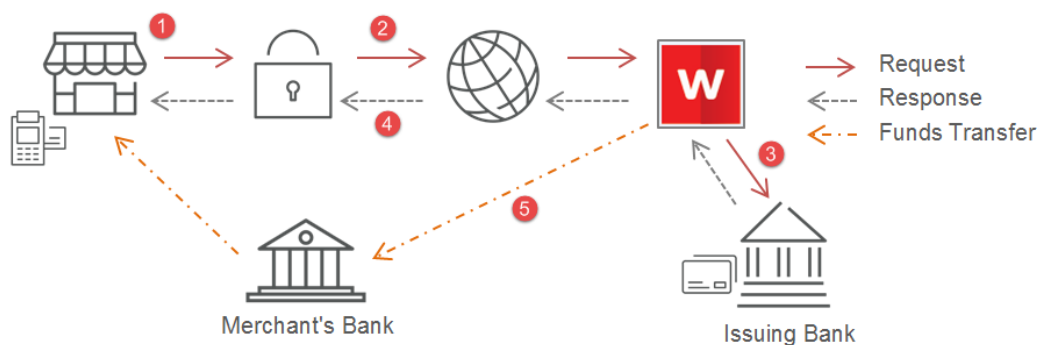 1
2
W
Request
Response
4
Funds Transfer
3
5
Merchant's Bank
Issuing Bank